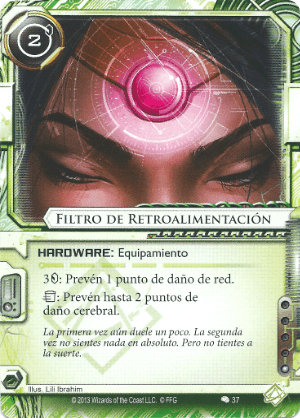 2
FILTRO DE RETROALIMENTACIÓN
HARDWARE: Equipamiento
3: Prevén 1 punto de daño de red.
: Prevén hasta 2 puntos de
daño cerebral.
La primera vez aún duele un poco. La segunda
vez no sientes nada en absoluto. Pero no tientes a
la suerte.
Illus. Lili Ibrahim
© 2013 Wizards of the Coast LLC. © FFG
37